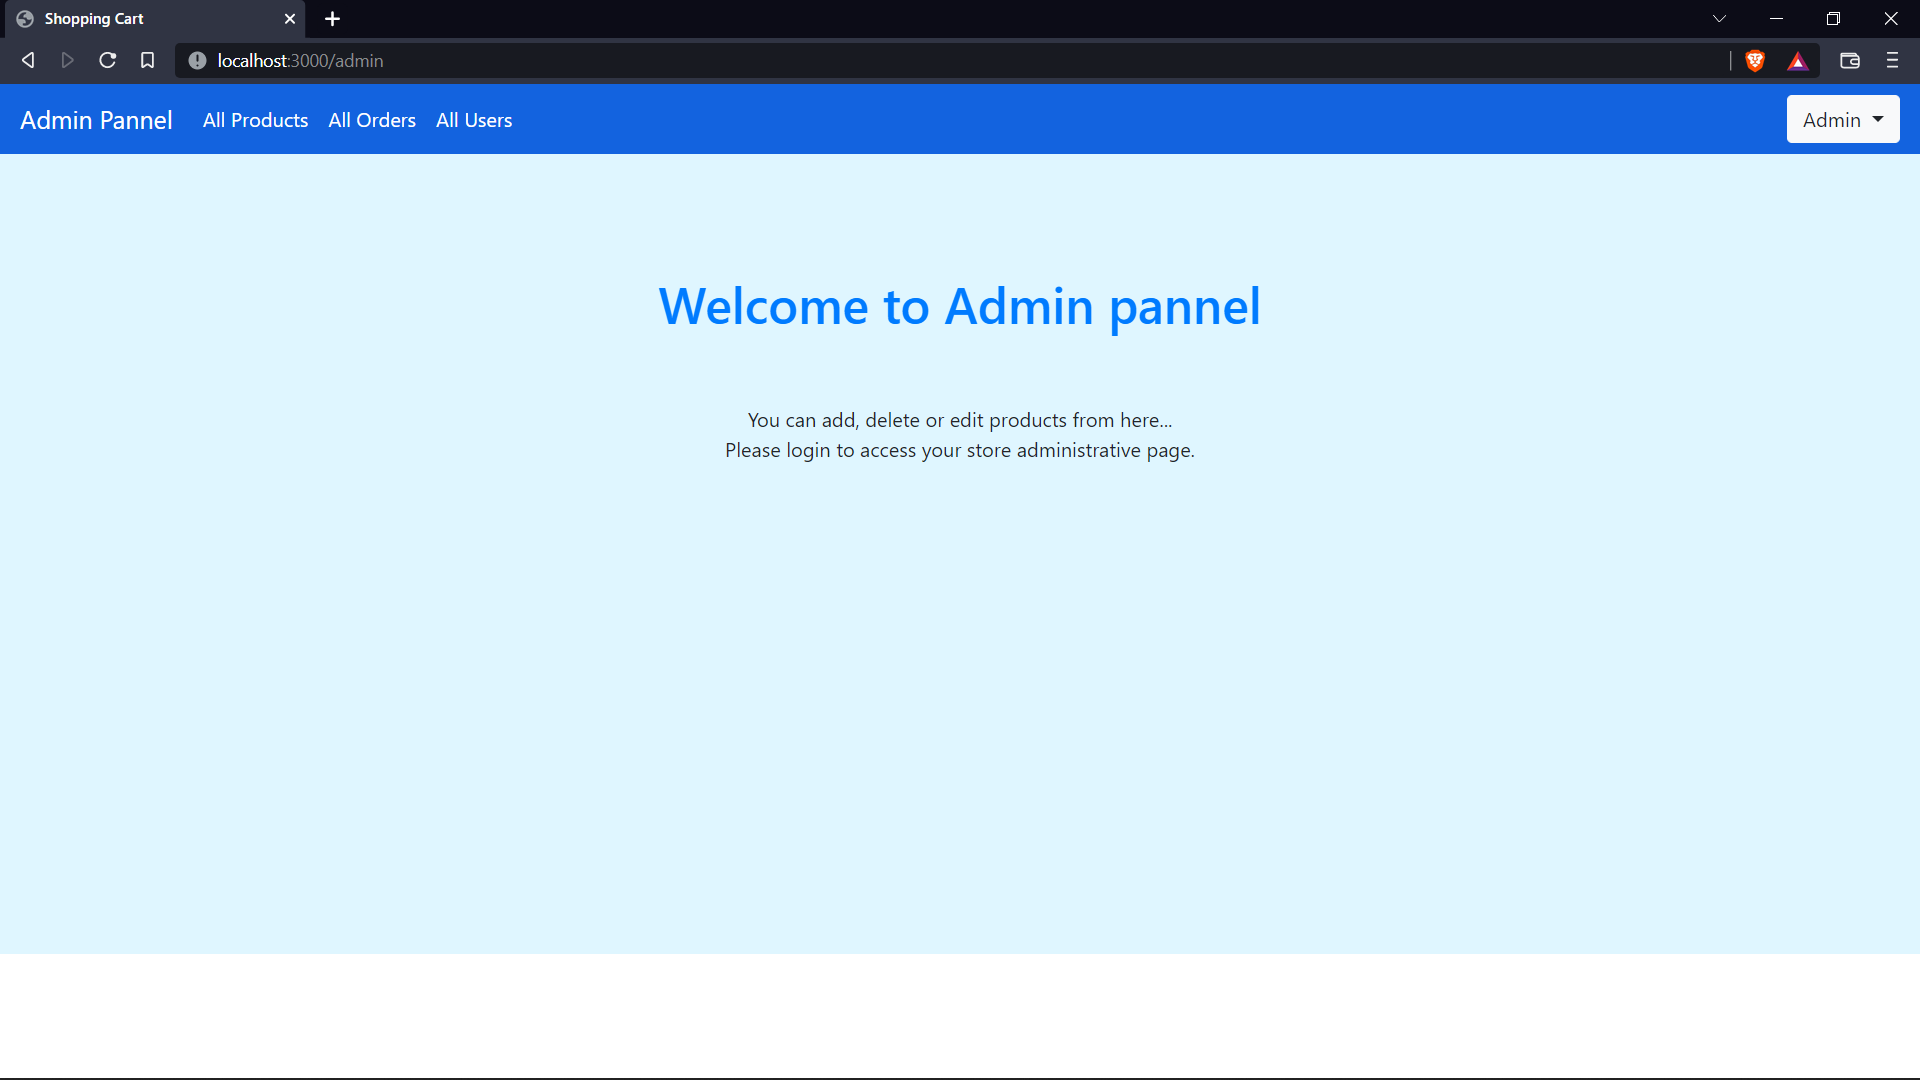 Shopping Cart
localhost:3000/admin
Admin Pannel All Products All Orders All Users Admin
Welcome to Admin pannel
You can add, delete or edit products from here...
Please login to access your store administrative page.